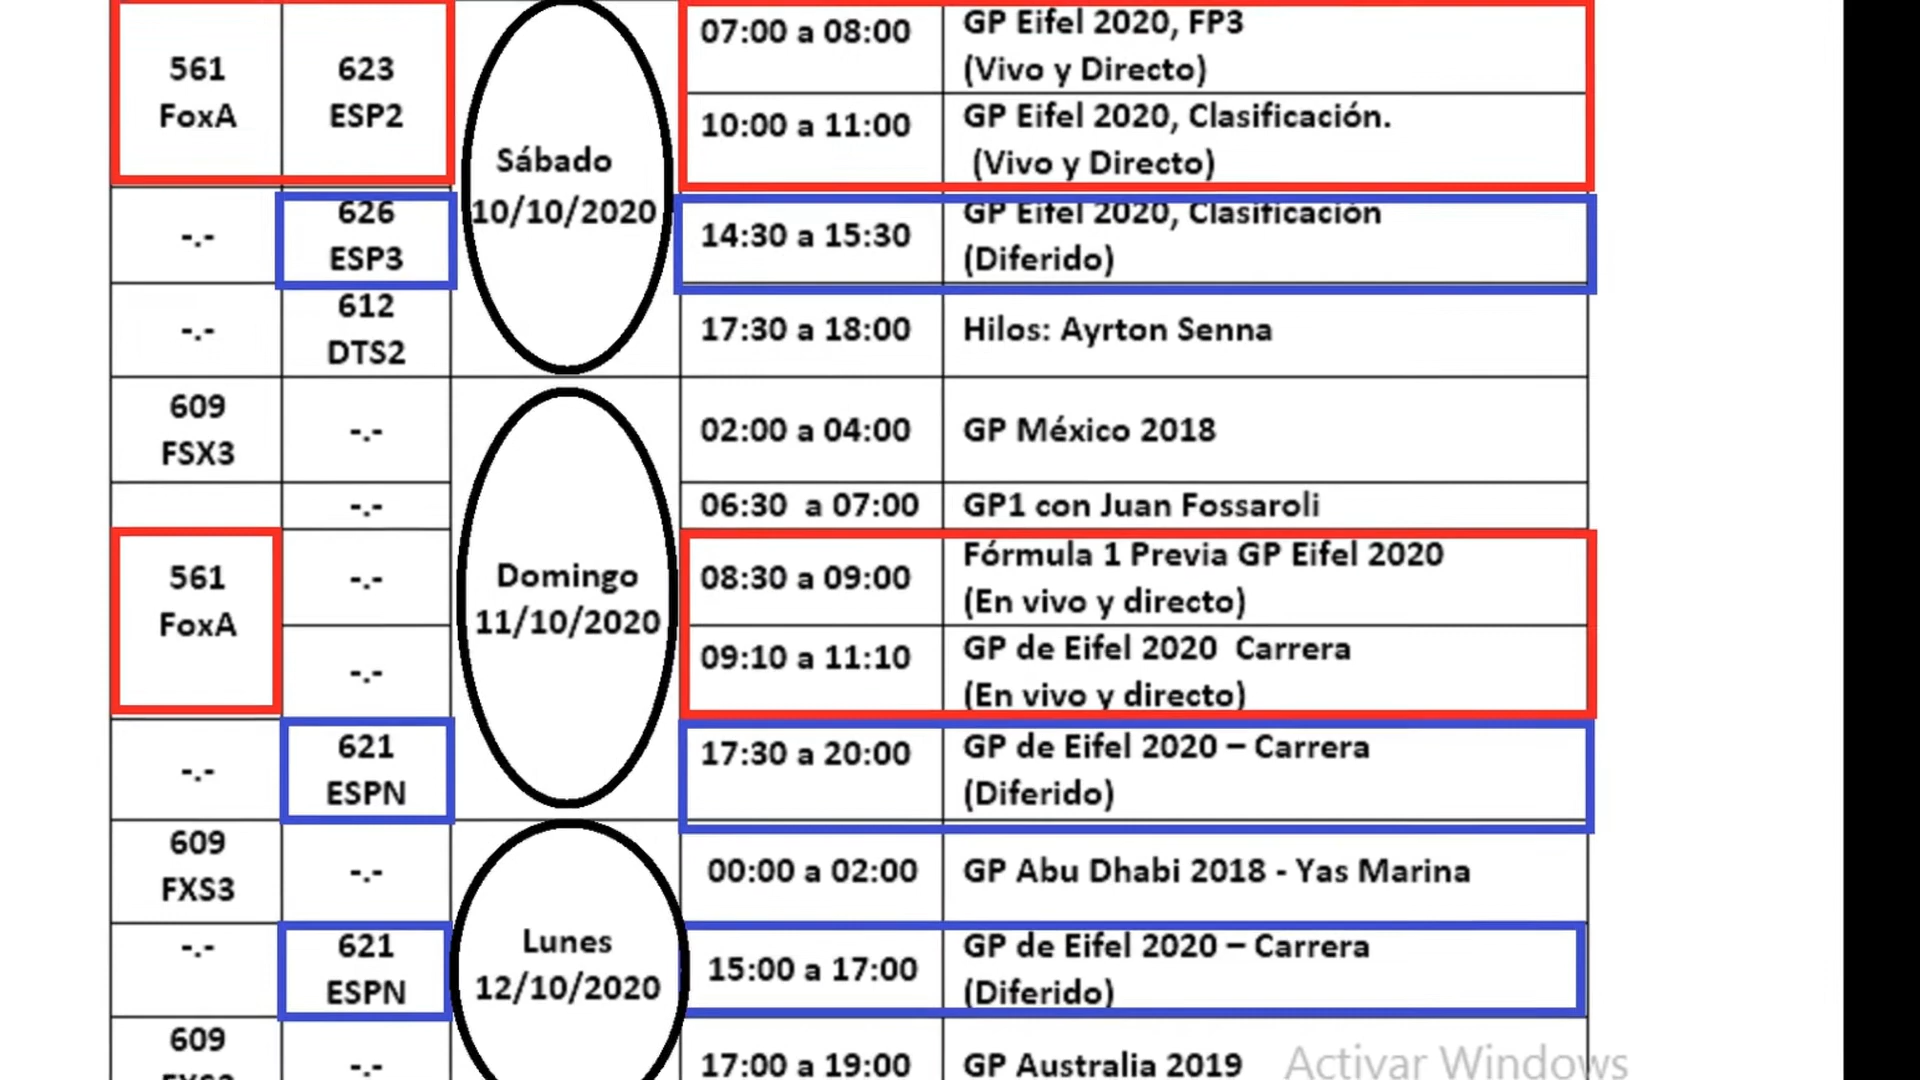 561
FoxA
623
ESP2
Sábado
10/10/2020
07:00 a 08:00
GP Eifel 2020, FP3
(Vivo y Directo)
10:00 a 11:00
GP Eifel 2020, Clasificación.
(Vivo y Directo)
-.-
626
ESP3
14:30 a 15:30
GP Eifel 2020, Clasificación
(Diferido)
-.-
612
DTS2
17:30 a 18:00
Hilos: Ayrton Senna
609
FSX3
-.-
Domingo
11/10/2020
02:00 a 04:00
GP México 2018
-.-
06:30 a 07:00
GP1 con Juan Fossaroli
561
FoxA
-.-
08:30 a 09:00
Fórmula 1 Previa GP Eifel 2020
(En vivo y directo)
-.-
09:10 a 11:10
GP de Eifel 2020 Carrera
(En vivo y directo)
-.-
621
ESPN
17:30 a 20:00
GP de Eifel 2020 – Carrera
(Diferido)
609
FXS3
-.-
Lunes
12/10/2020
00:00 a 02:00
GP Abu Dhabi 2018 - Yas Marina
-.-
621
ESPN
15:00 a 17:00
GP de Eifel 2020 – Carrera
(Diferido)
609
-.-
17:00 a 19:00
GP Australia 2019
Activar Windows